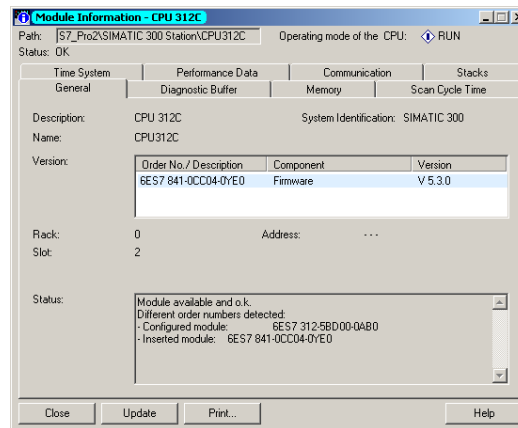 Module Information - CPU 312C
Path: S7_Pro2\SIMATIC 300 Station\CPU312C Operating mode of the CPU: RUN
Status: OK
Time System Performance Data Communication Stacks
General Diagnostic Buffer Memory Scan Cycle Time
Description: CPU 312C System Identification: SIMATIC 300
Name: CPU312C
Version:
Order No./ Description Component Version
6ES7 841-0CC04-0YE0 Firmware V 5.3.0
Rack: 0 Address: - - -
Slot: 2
Status:
Module available and o.k.
Different order numbers detected:
- Configured module: 6ES7 312-5BD00-0AB0
- Inserted module: 6ES7 841-0CC04-0YE0
Close Update Print... Help